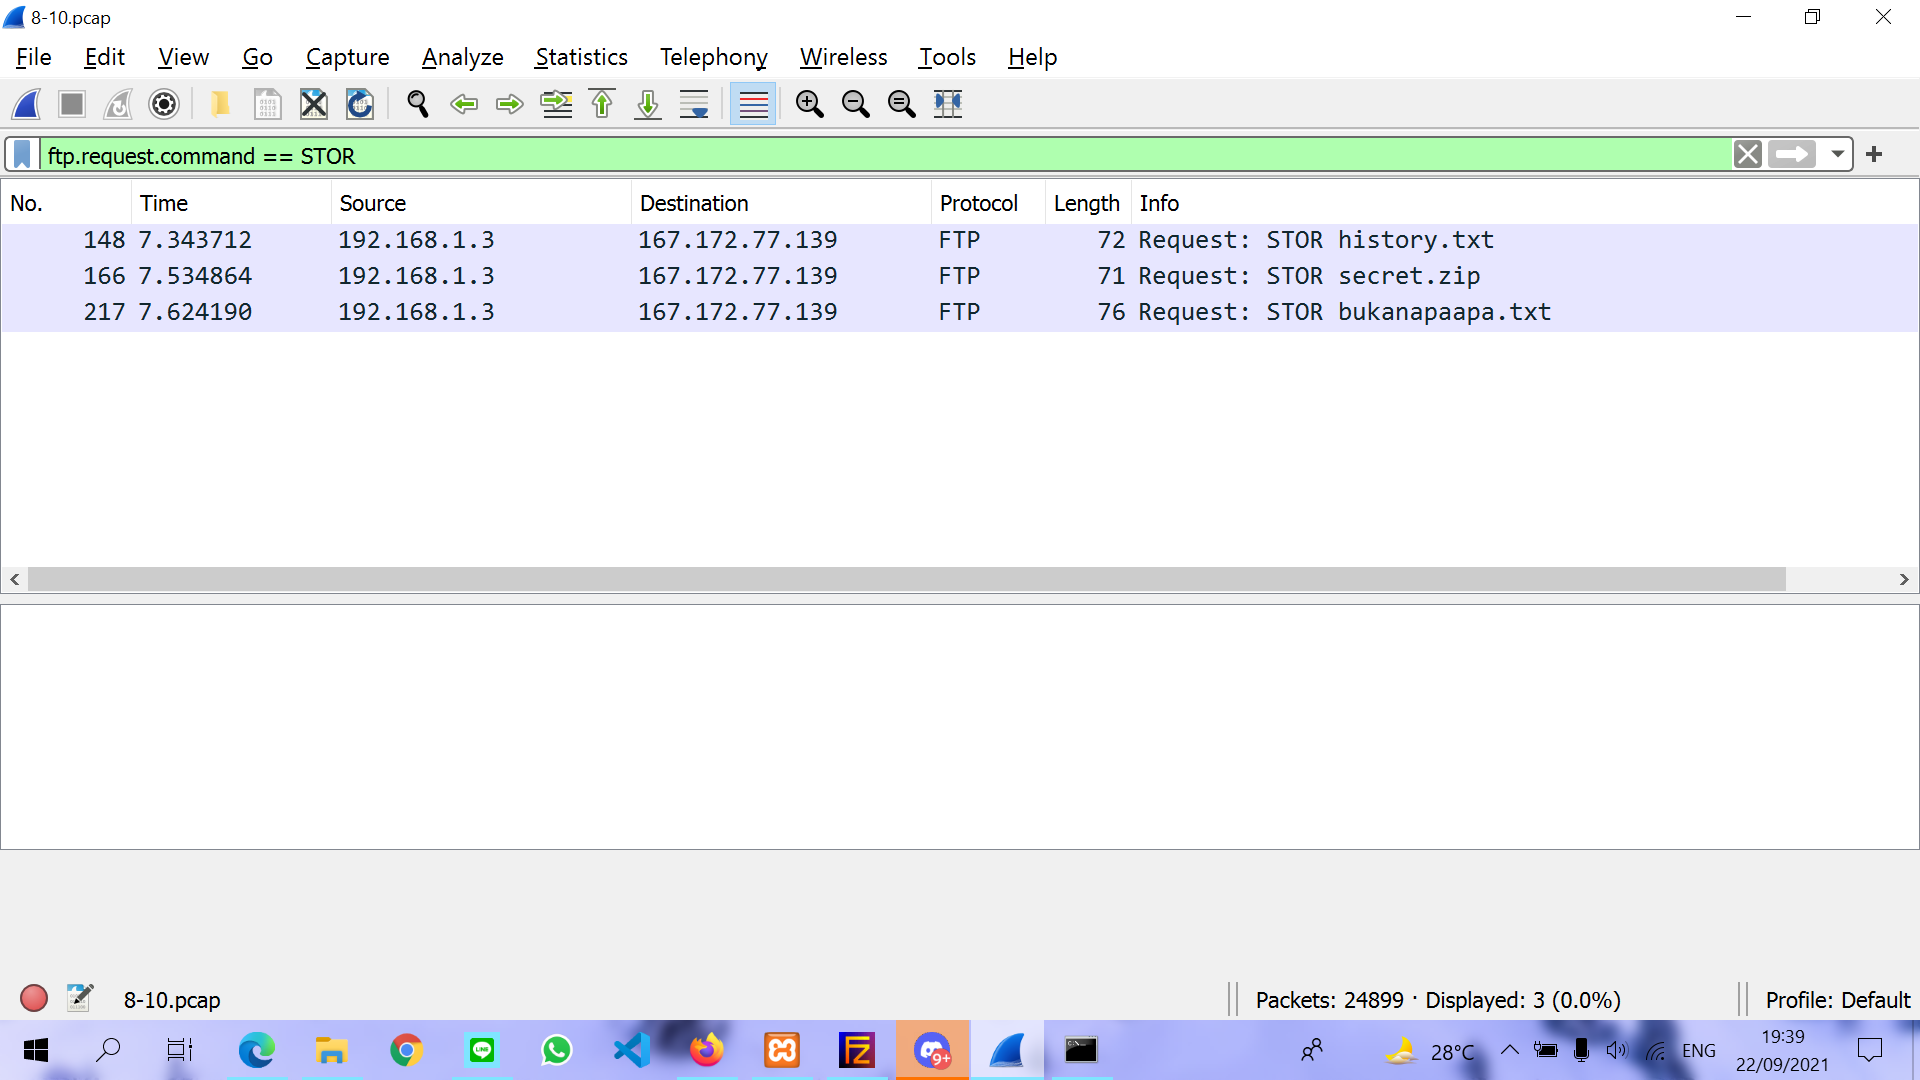 8-10.pcap
File Edit View Go Capture Analyze Statistics Telephony Wireless Tools Help
ftp.request.command == STOR
No. Time Source Destination Protocol Length Info
148 7.343712 192.168.1.3 167.172.77.139 FTP 72 Request: STOR history.txt
166 7.534864 192.168.1.3 167.172.77.139 FTP 71 Request: STOR secret.zip
217 7.624190 192.168.1.3 167.172.77.139 FTP 76 Request: STOR bukanapaapa.txt
8-10.pcap Packets: 24899 · Displayed: 3 (0.0%) Profile: Default
LINE
9+
28°C ENG 19:39
22/09/2021